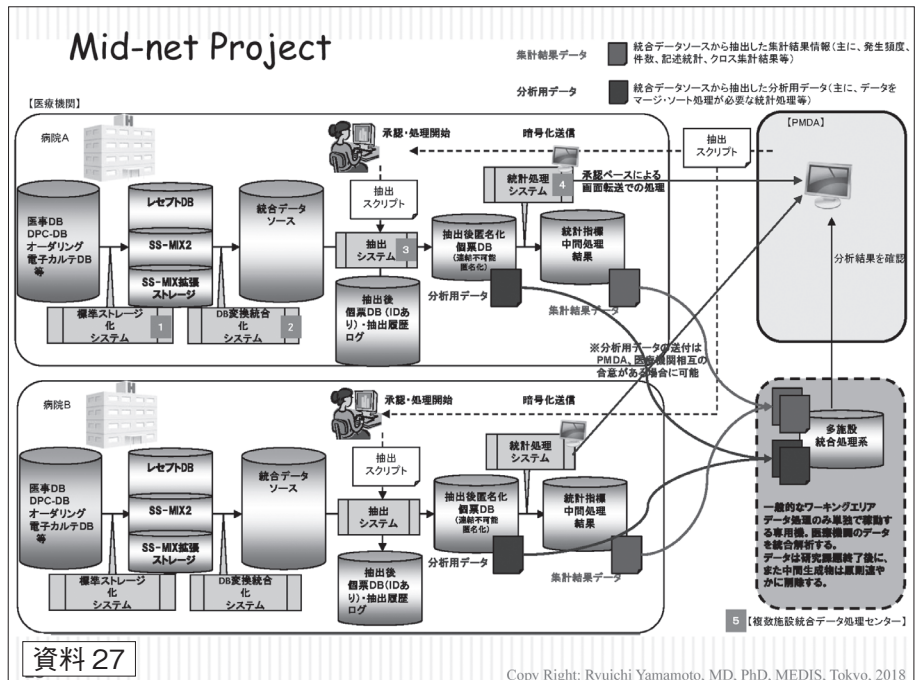 Mid-net Project
集計結果データ
統合データソースから抽出した集計結果情報(主に、発生頻度、
件数、記述統計、クロス集計結果等)
分析用データ
統合データソースから抽出した分析用データ(主に、データを
マージ・ソート処理が必要な統計処理等)
【医療機関】
病院A
承認・処理開始
暗号化送信
抽出
スクリプト
【PMDA】
医事DB
DPC-DB
オーダリング
電子カルテDB
等
レセプトDB
SS-MIX2
SS-MIX拡張
ストレージ
統合データ
ソース
抽出
スクリプト
抽出
システム
3
統計処理
システム
4
承認ベースによる
画面転送での処理
抽出後匿名化
個票DB
(連結不可能
匿名化)
統計指標
中間処理
結果
標準ストレージ
化
システム
1
DB変換統合
化
システム
2
抽出後
個票DB(IDあ
り)・抽出履歴
ログ
分析用データ
集計結果データ
分析結果を確認
※分析用データの送付は
PMDA、医療機関相互の
合意がある場合に可能
病院B
承認・処理開始
暗号化送信
医事DB
DPC-DB
オーダリング
電子カルテDB
等
レセプトDB
SS-MIX2
SS-MIX拡張
ストレージ
統合データ
ソース
抽出
スクリプト
抽出
システム
統計処理
システム
抽出後匿名化
個票DB
(連結不可能
匿名化)
統計指標
中間処理
結果
標準ストレージ
化
システム
DB変換統合
化
システム
抽出後
個票DB(IDあ
り)・抽出履歴
ログ
分析用データ
集計結果データ
多施設
統合処理系
一般的なワーキングエリア
データ処理のみ単独で稼動す
る専用機。医療機関のデータ
を統合解析する。
データは研究課題終了後に、
また中間生成物は原則速や
かに削除する。
5
【複数施設統合データ処理センター】
資料 27
Copy Right: Ryuichi Yamamoto, MD, PhD, MEDIS, Tokyo, 2018